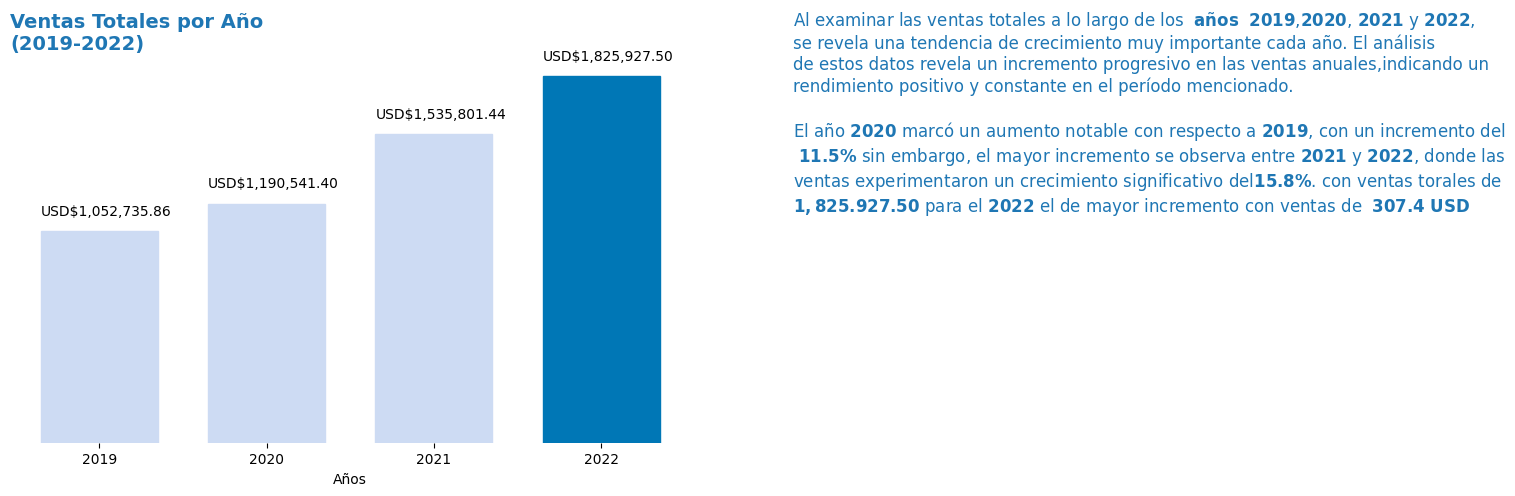 Ventas Totales por Año
(2019-2022)
USD$1,052,735.86
USD$1,190,541.40
USD$1,535,801.44
USD$1,825,927.50
2019
2020
2021
2022
Años
Al examinar las ventas totales a lo largo de los años 2019,2020, 2021 y 2022,
se revela una tendencia de crecimiento muy importante cada año. El análisis
de estos datos revela un incremento progresivo en las ventas anuales,indicando un
rendimiento positivo y constante en el período mencionado.
El año 2020 marcó un aumento notable con respecto a 2019, con un incremento del
11.5% sin embargo, el mayor incremento se observa entre 2021 y 2022, donde las
ventas experimentaron un crecimiento significativo del15.8%. con ventas torales de
1, 825.927.50 para el 2022 el de mayor incremento con ventas de 307.4 USD